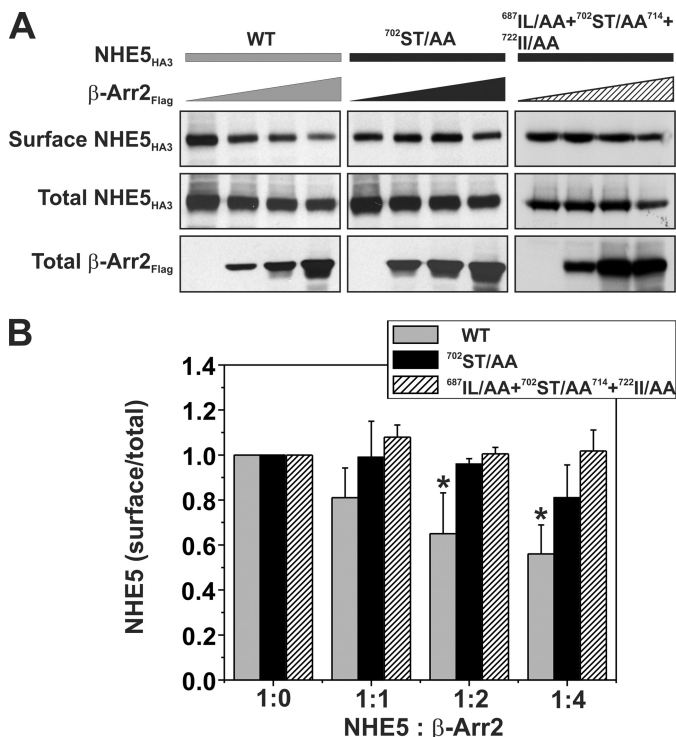 A
WT
⁷⁰²ST/AA
⁶⁸⁷IL/AA+⁷⁰²ST/AA⁷¹⁴+
⁷²²II/AA
NHE5HA3
β-Arr2Flag
Surface NHE5HA3
Total NHE5HA3
Total β-Arr2Flag
B
WT
⁷⁰²ST/AA
⁶⁸⁷IL/AA+⁷⁰²ST/AA⁷¹⁴+⁷²²II/AA
NHE5 (surface/total)
1.4
1.2
1.0
0.8
0.6
0.4
0.2
0.0
*
*
1:0 1:1 1:2 1:4
NHE5 : β-Arr2